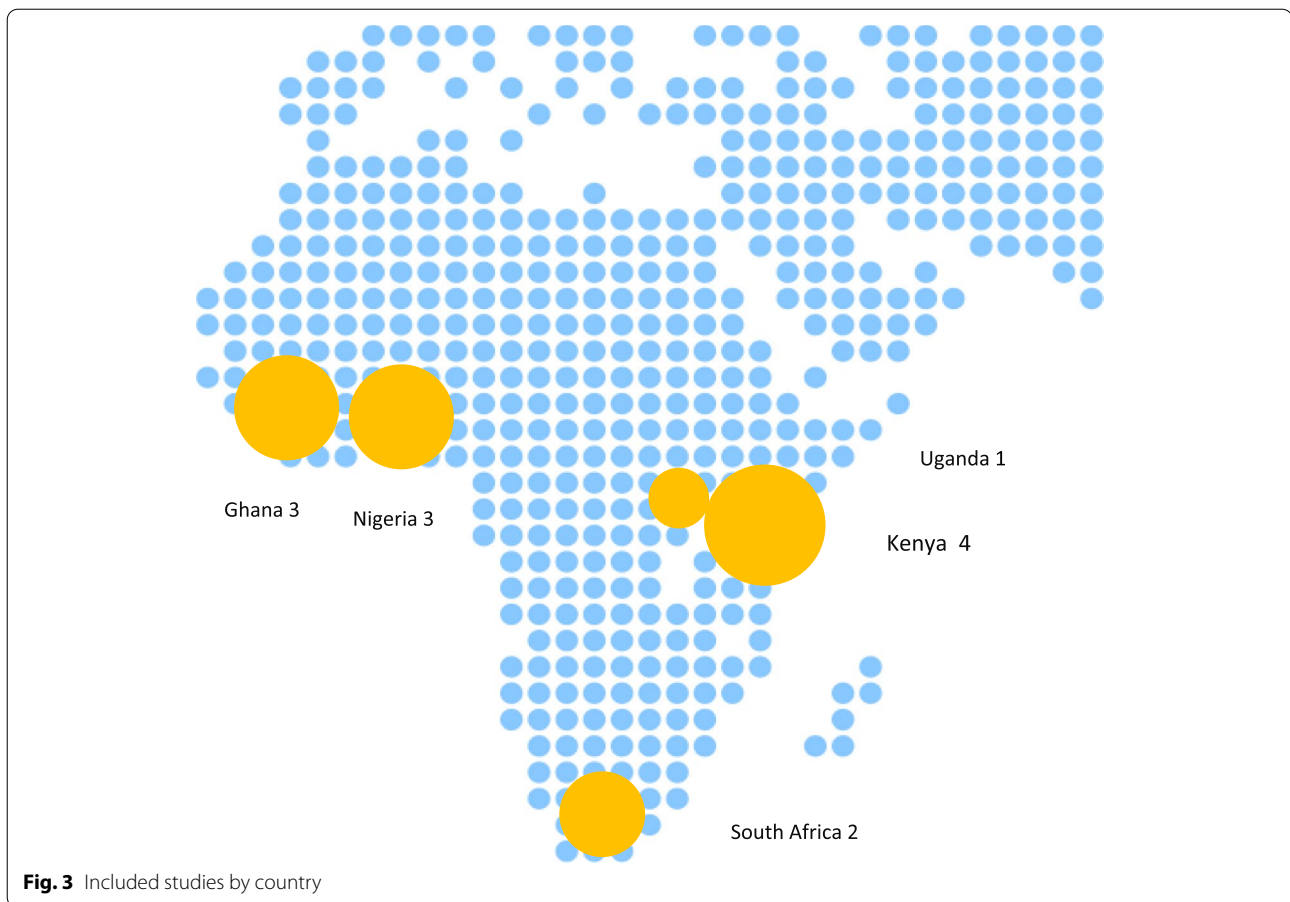 Uganda 1
Ghana 3
Nigeria 3
Kenya 4
South Africa 2
Fig. 3 Included studies by country